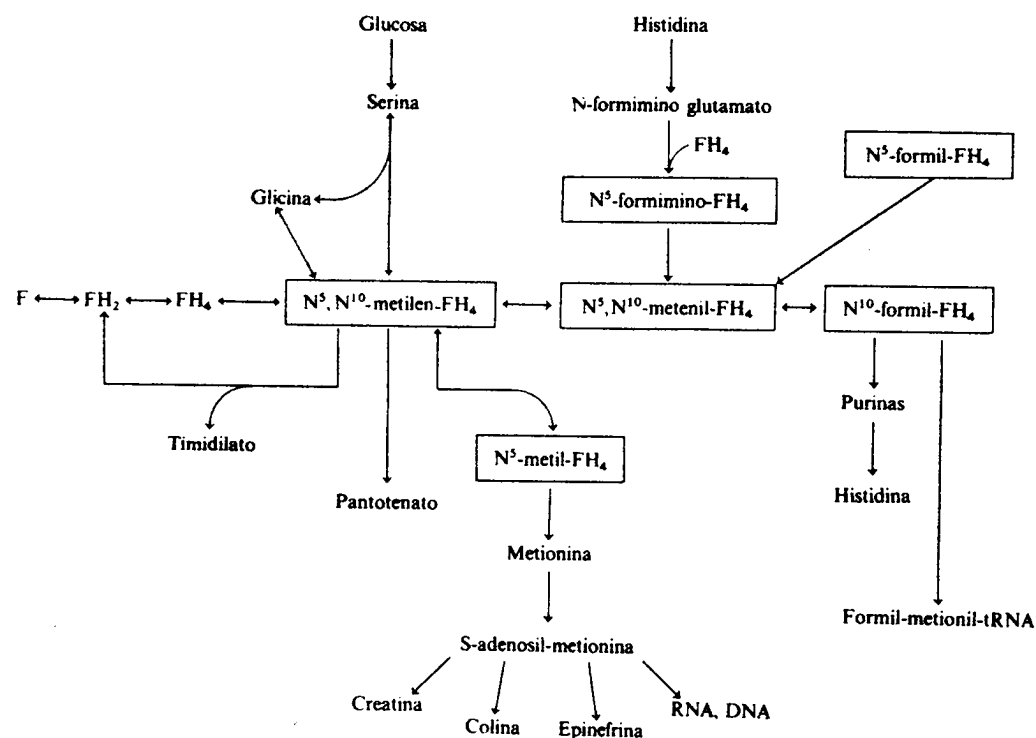 Glucosa
Histidina
Serina
N-formimino glutamato
FH₄
N⁵-formil-FH₄
Glicina
N⁵-formimino-FH₄
F
FH₂
FH₄
N⁵, N¹⁰-metilen-FH₄
N⁵, N¹⁰-metenil-FH₄
N¹⁰-formil-FH₄
Purinas
Timidilato
N⁵-metil-FH₄
Histidina
Pantotenato
Metionina
Formil-metionil-tRNA
S-adenosil-metionina
Creatina
Colina
Epinefrina
RNA, DNA